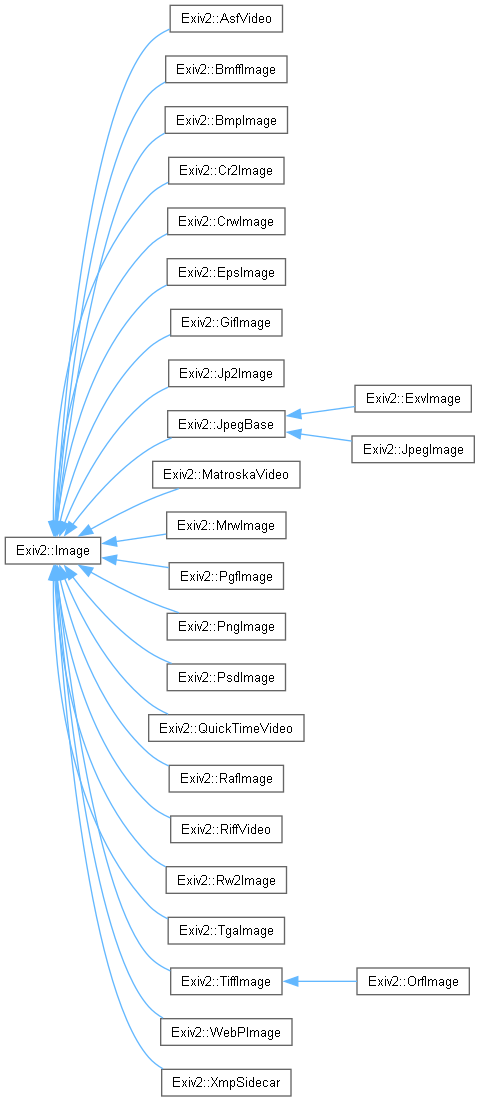 Exiv2::AsfVideo
Exiv2::BmffImage
Exiv2::BmpImage
Exiv2::Cr2Image
Exiv2::CrwImage
Exiv2::EpsImage
Exiv2::GifImage
Exiv2::Jp2Image
Exiv2::ExvImage
Exiv2::JpegBase
Exiv2::JpegImage
Exiv2::MatroskaVideo
Exiv2::MrwImage
Exiv2::Image
Exiv2::PgfImage
Exiv2::PngImage
Exiv2::PsdImage
Exiv2::QuickTimeVideo
Exiv2::RafImage
Exiv2::RiffVideo
Exiv2::Rw2Image
Exiv2::TgaImage
Exiv2::TiffImage
Exiv2::OrfImage
Exiv2::WebPImage
Exiv2::XmpSidecar